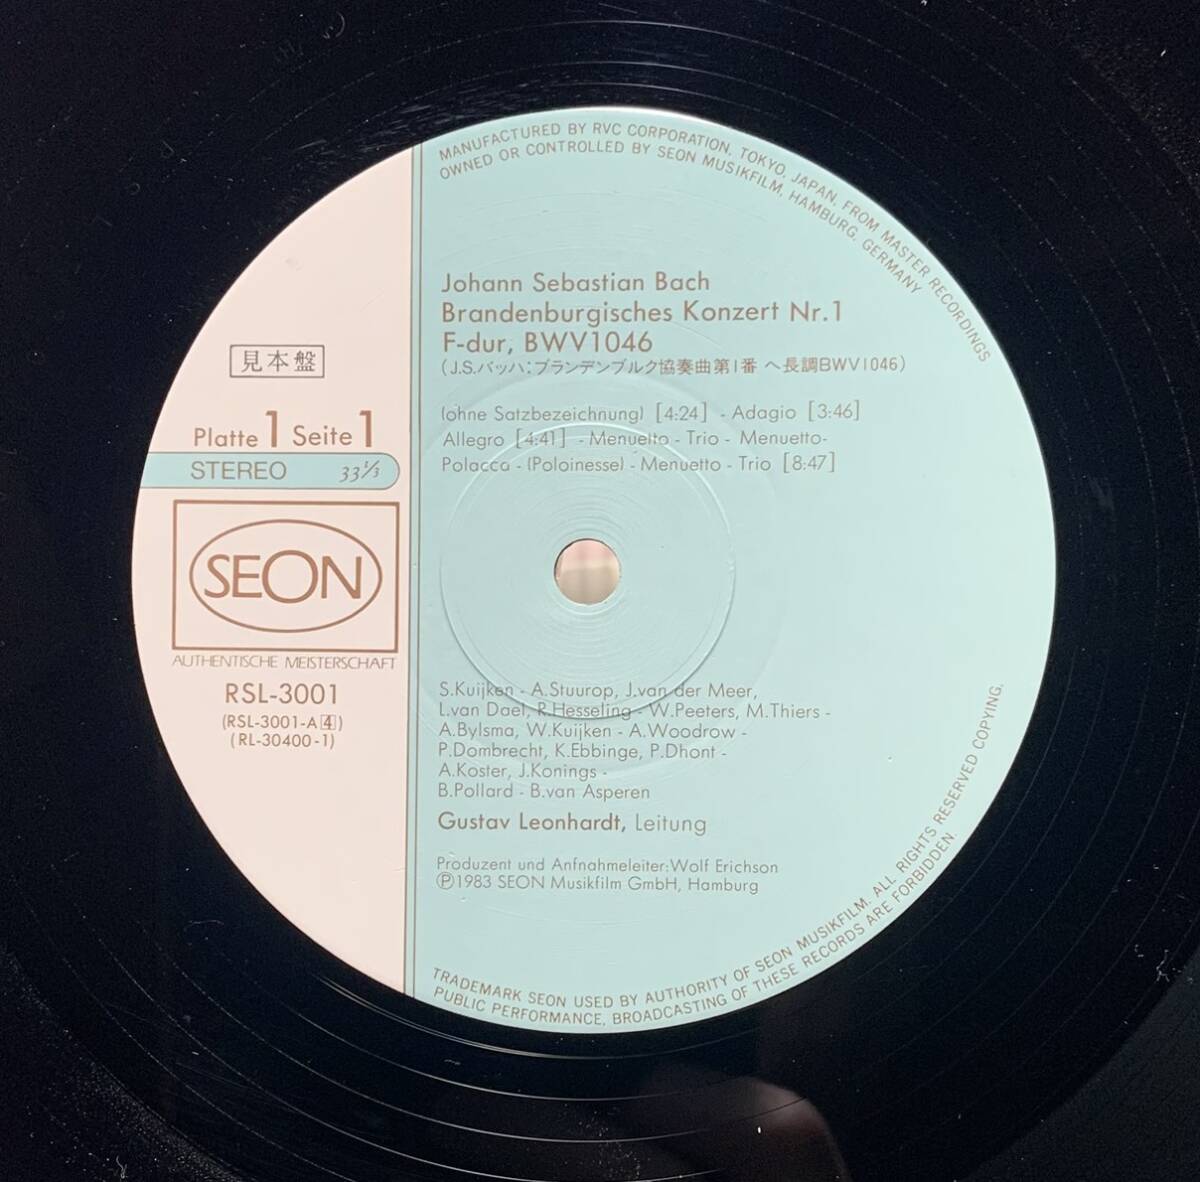 MANUFACTURED BY RVC CORPORATION, TOKYO, JAPAN, FROM MASTER RECORDINGS
OWNED OR CONTROLLED BY SEON MUSIKFILM, HAMBURG, GERMANY
Johann Sebastian Bach
Brandenburgisches Konzert Nr.1
F-dur, BWV1046
(J.S.バッハ:ブランデンブルク協奏曲第1番 ヘ長調BWV1046)
(ohne Satzbezeichnung) [4:24] - Adagio [3:46]
Allegro [4:41] - Menuelto - Trio - Menuetto-
Polacca - (Poloinesse) - Menuetto - Trio [8:47]
見本盤
Platte 1 Seite 1
STEREO 33⅓
SEON
AUTHENTISCHE MEISTERSCHAFT
RSL-3001
(RSL-3001-A4)
(RL-30400-1)
S.Kuijken - A.Stuurop, J.van der Meer,
L.van Dael, R.Hesseling - W.Peeters, M.Thiers -
A.Bylsma, W.Kuijken - A.Woodrow -
P.Dombrecht, K.Ebbinge, P.Dhont -
A.Koster, J.Konings -
B.Pollard - B.van Asperen
Gustav Leonhardt, Leitung
Produzent und Anfnahmeleiter:Wolf Erichson
Ⓟ1983 SEON Musikfilm GmbH, Hamburg
TRADEMARK SEON USED BY AUTHORITY OF SEON MUSIKFILM. ALL RIGHTS RESERVED COPYING,
PUBLIC PERFORMANCE, BROADCASTING OF THESE RECORDS ARE FORBIDDEN.